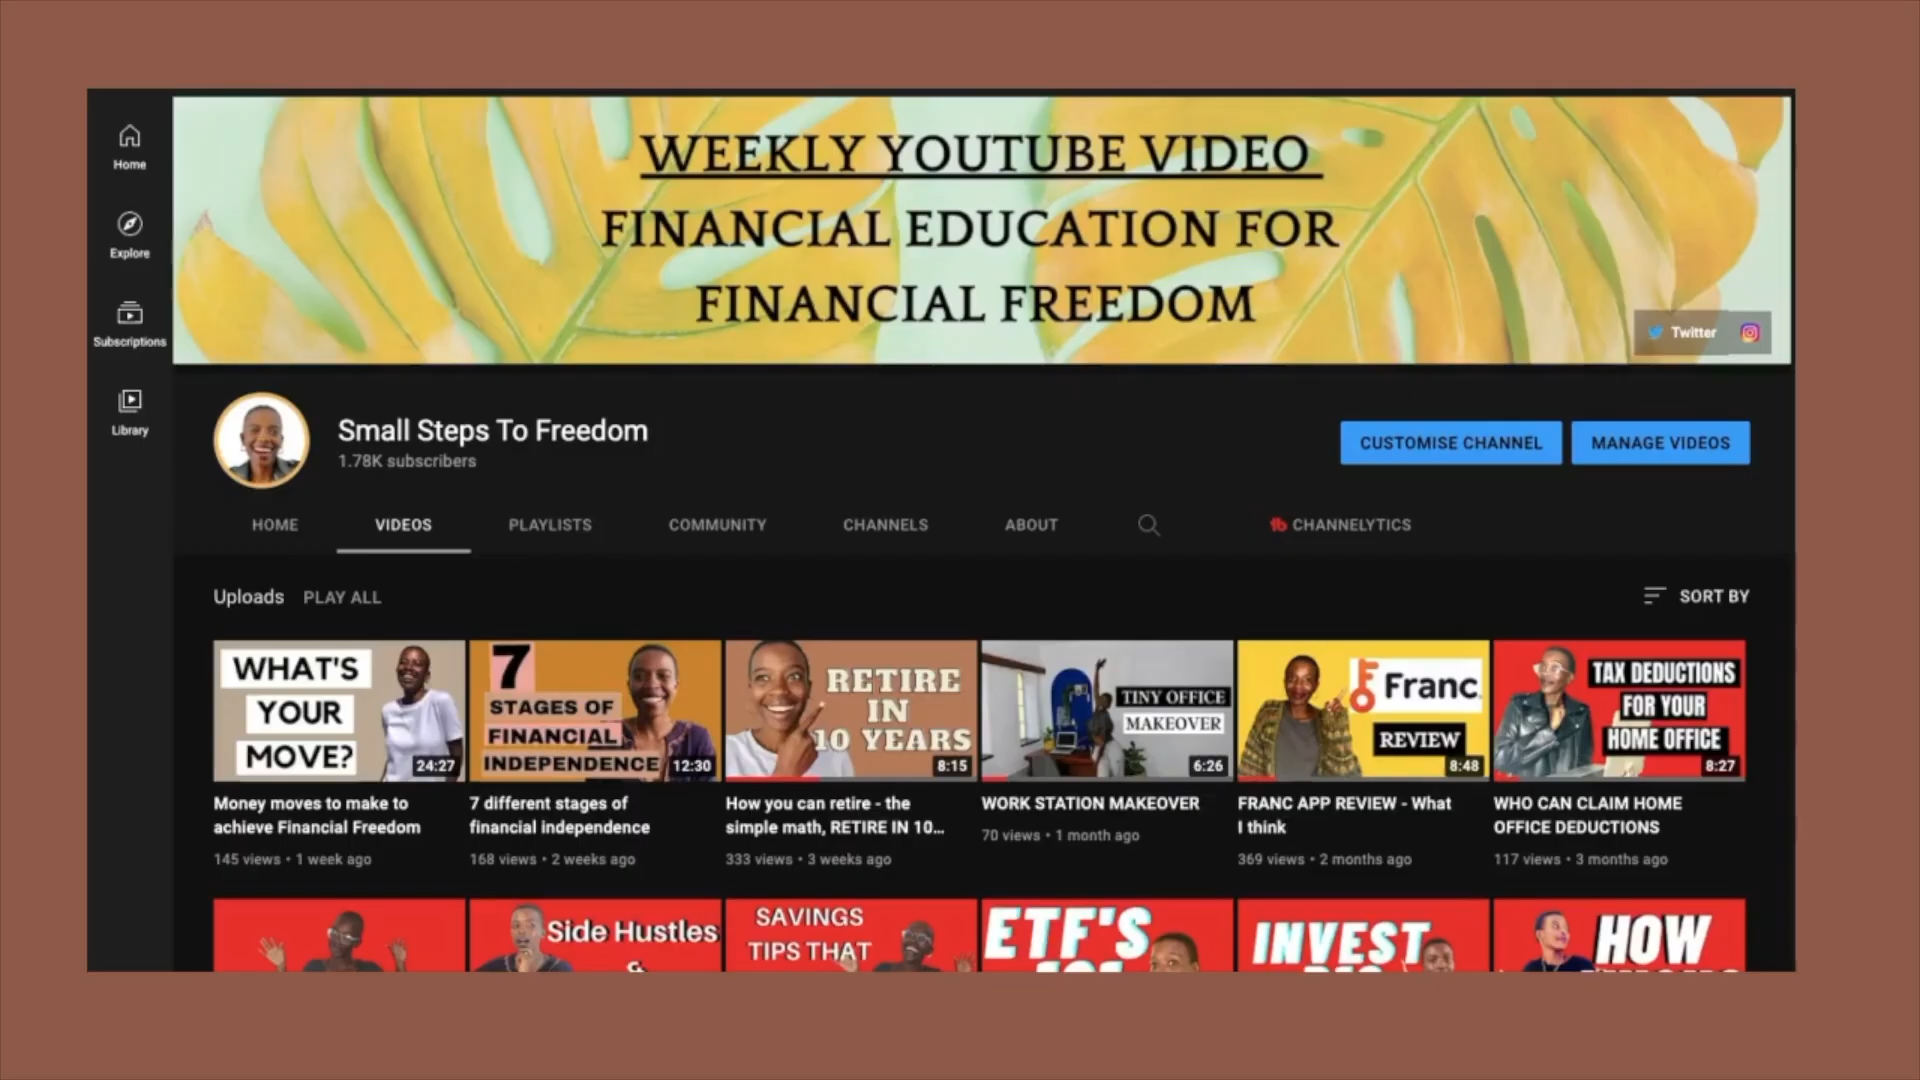 WEEKLY YOUTUBE VIDEO
FINANCIAL EDUCATION FOR
FINANCIAL FREEDOM
Twitter
Home
Explore
Subscriptions
Library
Small Steps To Freedom
1.78K subscribers
CUSTOMISE CHANNEL
MANAGE VIDEOS
HOME
VIDEOS
PLAYLISTS
COMMUNITY
CHANNELS
ABOUT
CHANNELYTICS
Uploads
PLAY ALL
SORT BY
WHAT'S
YOUR
MOVE?
24:27
Money moves to make to
achieve Financial Freedom
145 views • 1 week ago
7
STAGES OF
FINANCIAL
INDEPENDENCE
12:30
7 different stages of
financial independence
168 views • 2 weeks ago
RETIRE
IN
10 YEARS
8:15
How you can retire - the
simple math, RETIRE IN 10...
333 views • 3 weeks ago
TINY OFFICE
MAKEOVER
6:26
WORK STATION MAKEOVER
70 views • 1 month ago
Franc
REVIEW
8:48
FRANC APP REVIEW - What
I think
369 views • 2 months ago
TAX DEDUCTIONS
FOR YOUR
HOME OFFICE
8:27
WHO CAN CLAIM HOME
OFFICE DEDUCTIONS
117 views • 3 months ago
Side Hustles
SAVINGS
TIPS THAT
ETF'S
INVEST
HOW